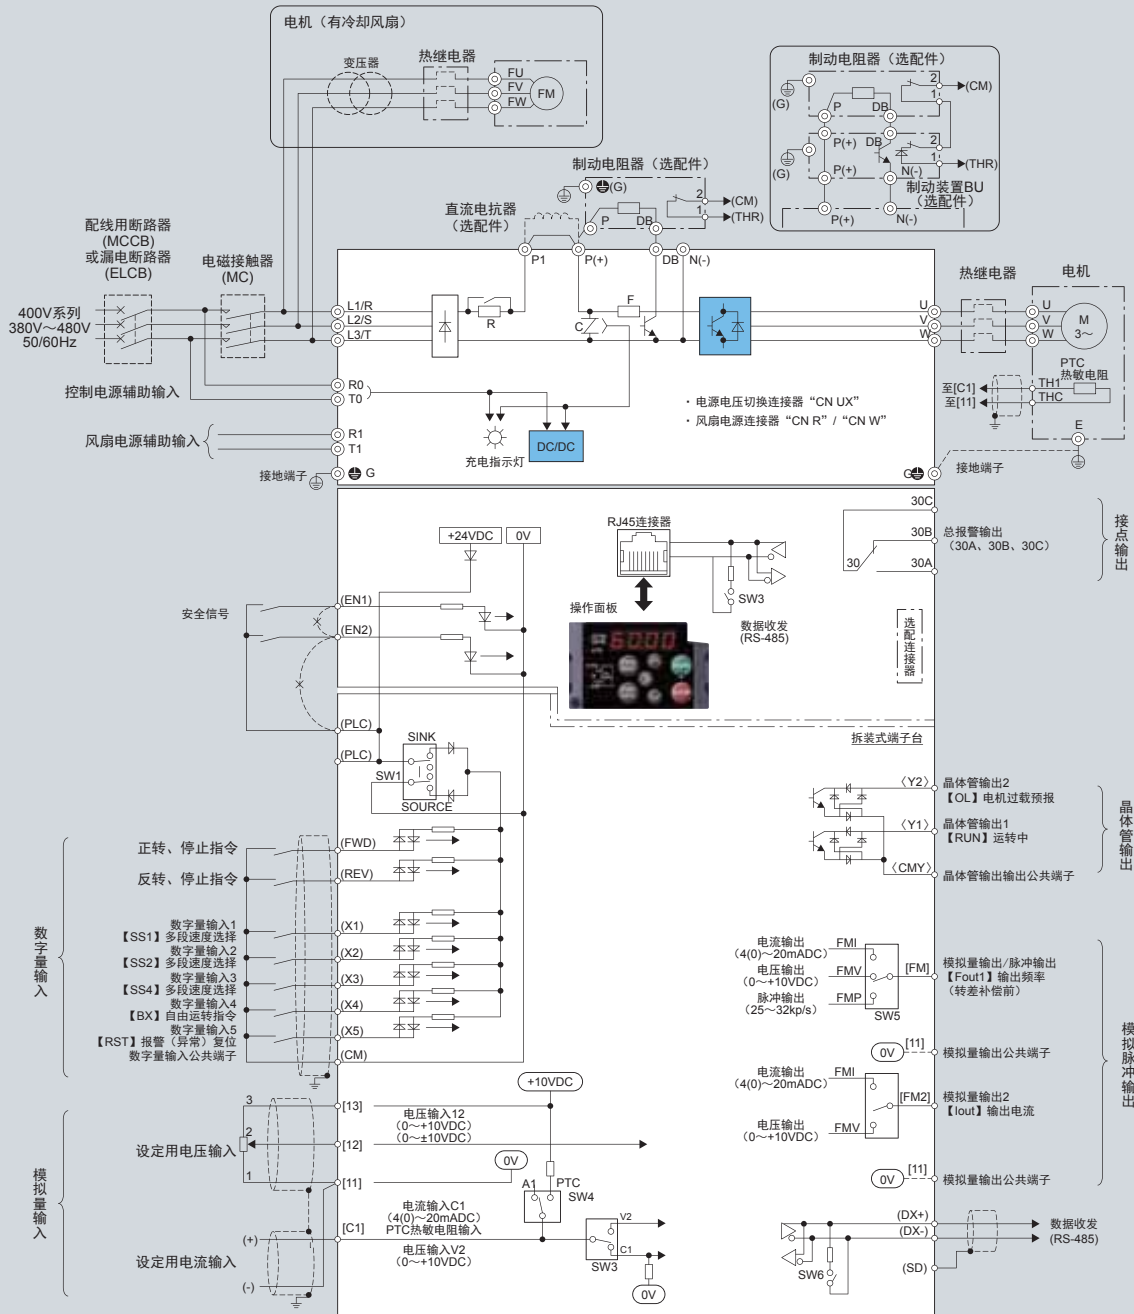 电机（有冷却风扇）
变压器
热继电器
FU
FV
FW
FM
制动电阻器（选配件）
(G)
P
DB
2
1
(CM)
P(+)
DB
(G)
2
1
(THR)
P(+)
N(-)
制动装置BU
（选配件）
P(+)
N(-)
制动电阻器（选配件）
(G)
P
DB
2
1
(CM)
(THR)
直流电抗器
（选配件）
P1
P(+)
DB
N(-)
配线用断路器
(MCCB)
或漏电断路器
(ELCB)
电磁接触器
(MC)
400V系列
380V～480V
50/60Hz
L1/R
L2/S
L3/T
R
C
F
U
V
W
热继电器
电机
U
V
W
M
3～
PTC
热敏电阻
TH1
THC
至[C1]
至[11]
E
控制电源辅助输入
R0
T0
风扇电源辅助输入
R1
T1
接地端子
G
充电指示灯
DC/DC
・电源电压切换连接器“CN UX”
・风扇电源连接器“CN R”/“CN W”
G
接地端子
+24VDC
0V
RJ45连接器
SW3
数据收发
(RS-485)
操作面板
60.00
30C
30B
30
30A
总报警输出
（30A、30B、30C）
接点输出
选配连接器
安全信号
(EN1)
(EN2)
(PLC)
(PLC)
SINK
SW1
SOURCE
拆装式端子台
〈Y2〉
晶体管输出2
【OL】电机过载预报
〈Y1〉
晶体管输出1
【RUN】运转中
〈CMY〉
晶体管输出输出公共端子
晶体管输出
数字量输入
正转、停止指令
(FWD)
反转、停止指令
(REV)
数字量输入1
【SS1】多段速度选择
(X1)
数字量输入2
【SS2】多段速度选择
(X2)
数字量输入3
【SS4】多段速度选择
(X3)
数字量输入4
【BX】自由运转指令
(X4)
数字量输入5
【RST】报警（异常）复位
(X5)
数字量输入公共端子
(CM)
电流输出
（4(0)～20mADC）
FMI
电压输出
（0～+10VDC）
FMV
脉冲输出
（25～32kp/s）
FMP
SW5
[FM]
模拟量输出/脉冲输出
【Fout1】输出频率
（转差补偿前）
0V
[11]
模拟量输出公共端子
电流输出
（4(0)～20mADC）
FMI
电压输出
（0～+10VDC）
FMV
[FM2]
模拟量输出2
【Iout】输出电流
0V
[11]
模拟量输出公共端子
模拟脉冲输出
模拟量输入
3
2
1
设定用电压输入
[13]
[12]
[11]
+10VDC
电压输入12
（0～+10VDC）
（0～±10VDC）
0V
A1
PTC
SW4
设定用电流输入
(+)
(-)
[C1]
电流输入C1
（4(0)～20mADC）
PTC热敏电阻输入
电压输入V2
（0～+10VDC）
V2
C1
SW3
0V
(DX+)
(DX-)
(SD)
SW6
数据收发
(RS-485)